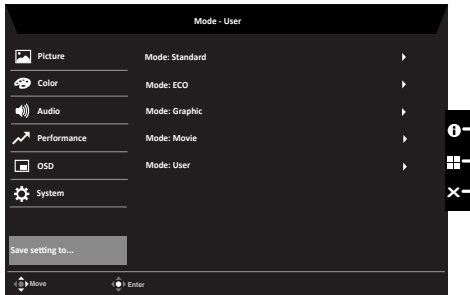 Mode - User
Picture
Color
Audio
Performance
OSD
System
Save setting to...
Mode: Standard
Mode: ECO
Mode: Graphic
Mode: Movie
Mode: User
Move
Enter